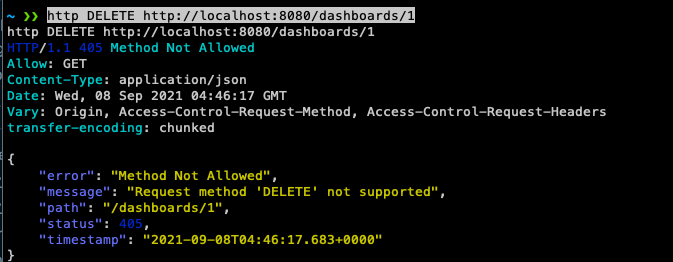 ~ ❯❯ http DELETE http://localhost:8080/dashboards/1
http DELETE http://localhost:8080/dashboards/1
HTTP/1.1 405 Method Not Allowed
Allow: GET
Content-Type: application/json
Date: Wed, 08 Sep 2021 04:46:17 GMT
Vary: Origin, Access-Control-Request-Method, Access-Control-Request-Headers
transfer-encoding: chunked

{
    "error": "Method Not Allowed",
    "message": "Request method 'DELETE' not supported",
    "path": "/dashboards/1",
    "status": 405,
    "timestamp": "2021-09-08T04:46:17.683+0000"
}